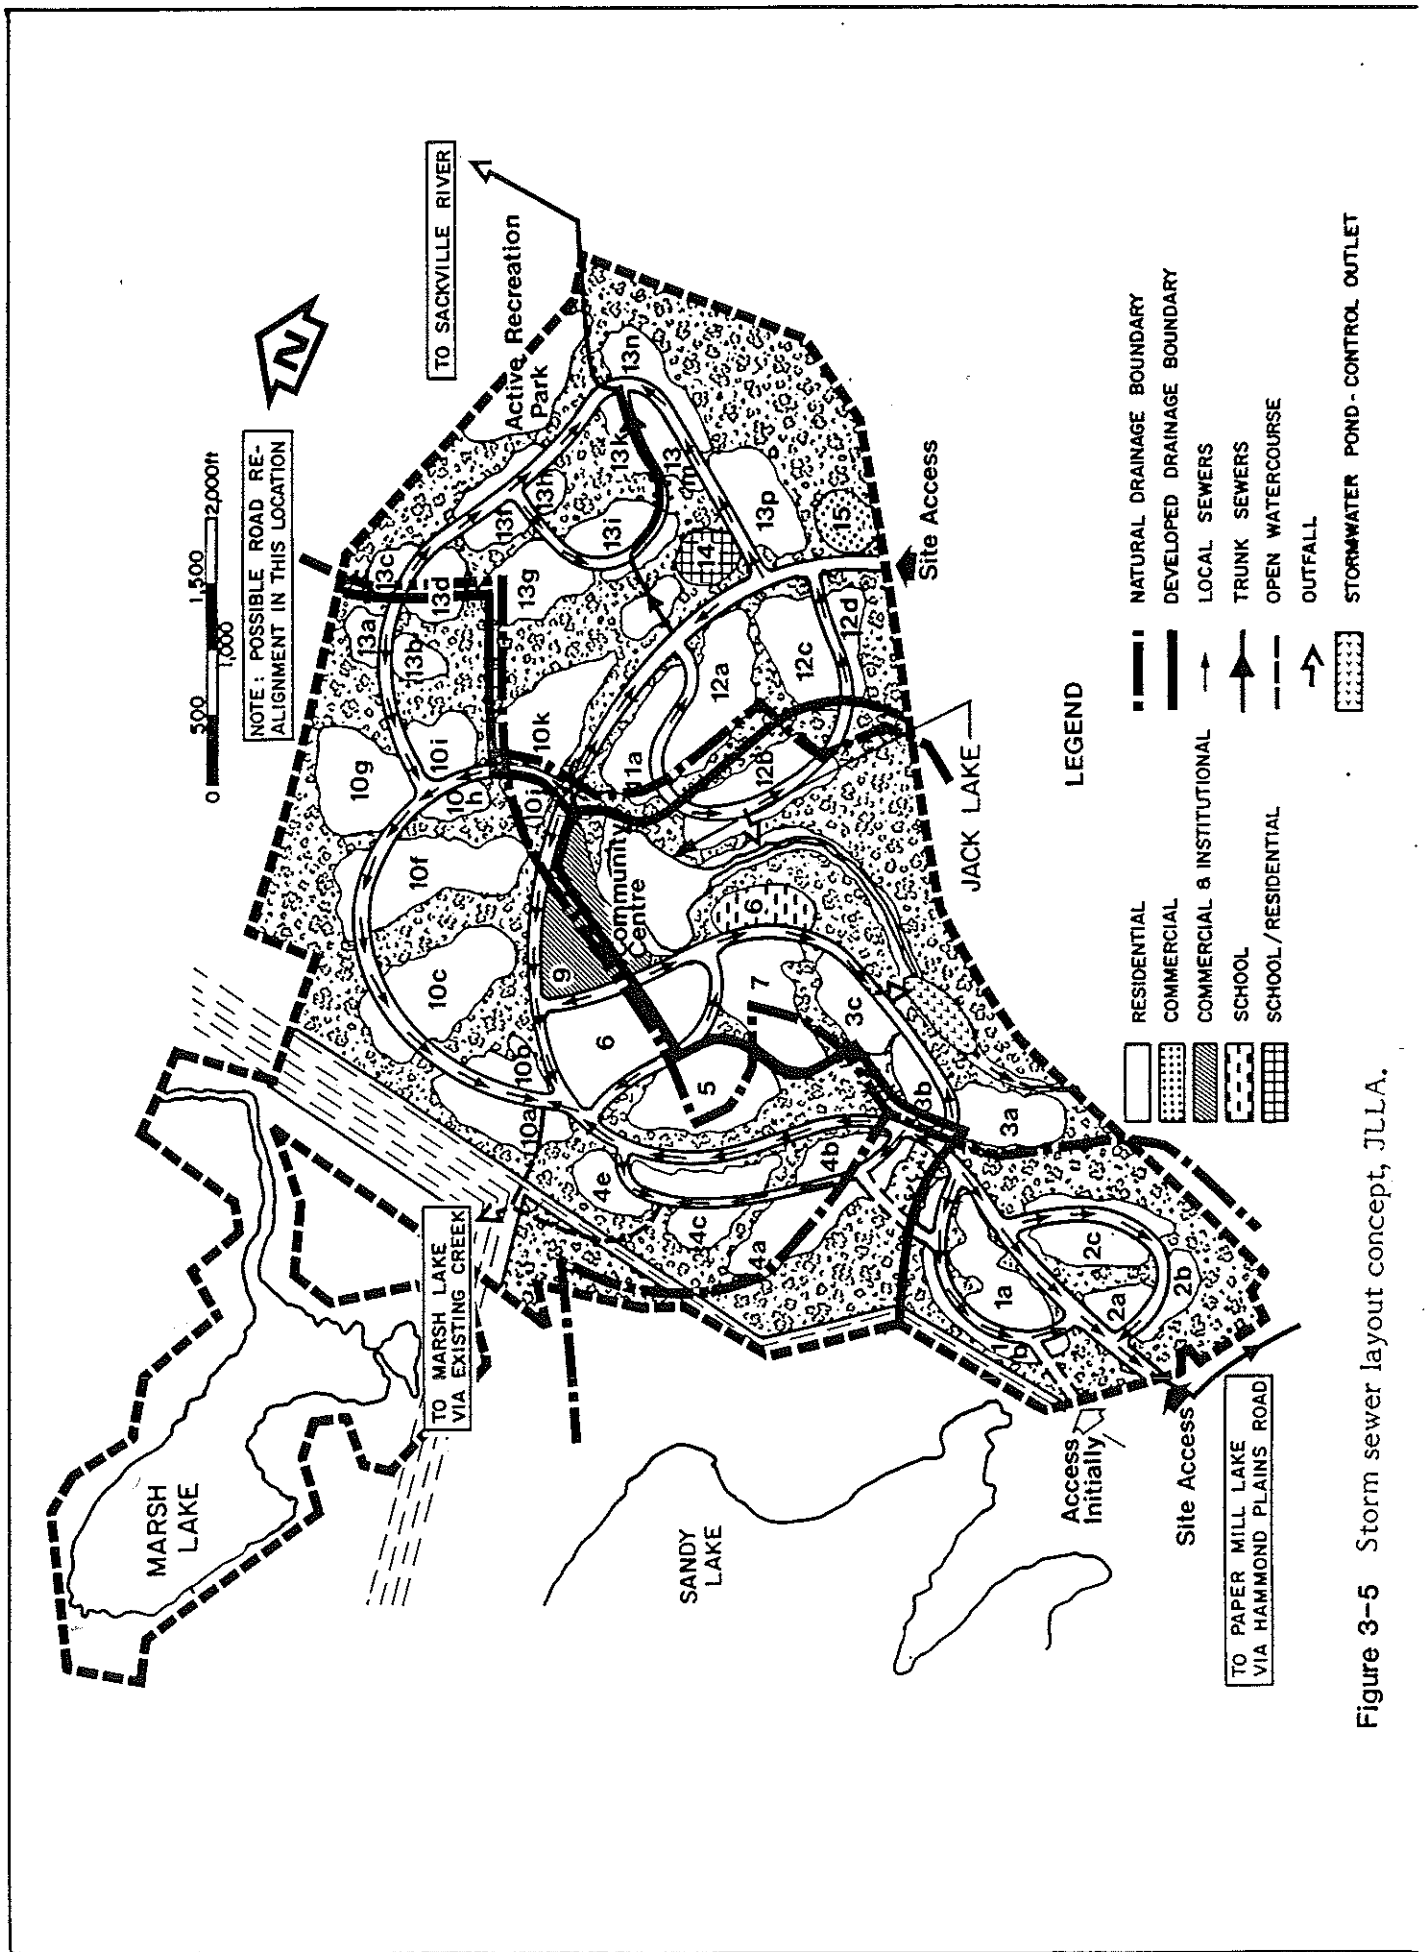 MARSH
LAKE
SANDY
LAKE
TO MARSH LAKE
VIA EXISTING CREEK
TO PAPER MILL LAKE
VIA HAMMOND PLAINS ROAD
Site Access
Access
Initially
0 500 1,000 1,500 2,000ft
NOTE: POSSIBLE ROAD RE-
ALIGNMENT IN THIS LOCATION
N
TO SACKVILLE RIVER
Active Recreation
Park
Site Access
JACK LAKE
Community
Centre
10g
10i
10h
10f
10c
10b
10a
10j
10k
13a
13b
13c
13d
13f
13g
13h
13i
13k
13m
13n
13p
14
15
12a
12b
12c
12d
11a
9
6
6
7
5
4e
4c
4b
4a
3c
3b
3a
2c
2b
2a
1a
1b
LEGEND
RESIDENTIAL
COMMERCIAL
COMMERCIAL & INSTITUTIONAL
SCHOOL
SCHOOL/RESIDENTIAL
NATURAL DRAINAGE BOUNDARY
DEVELOPED DRAINAGE BOUNDARY
LOCAL SEWERS
TRUNK SEWERS
OPEN WATERCOURSE
OUTFALL
STORMWATER POND-CONTROL OUTLET
Figure 3-5 Storm sewer layout concept, JLLA.